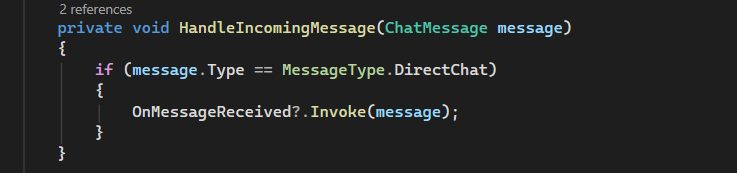 2 references
private void HandleIncomingMessage(ChatMessage message)
{
    if (message.Type == MessageType.DirectChat)
    {
        OnMessageReceived?.Invoke(message);
    }
}